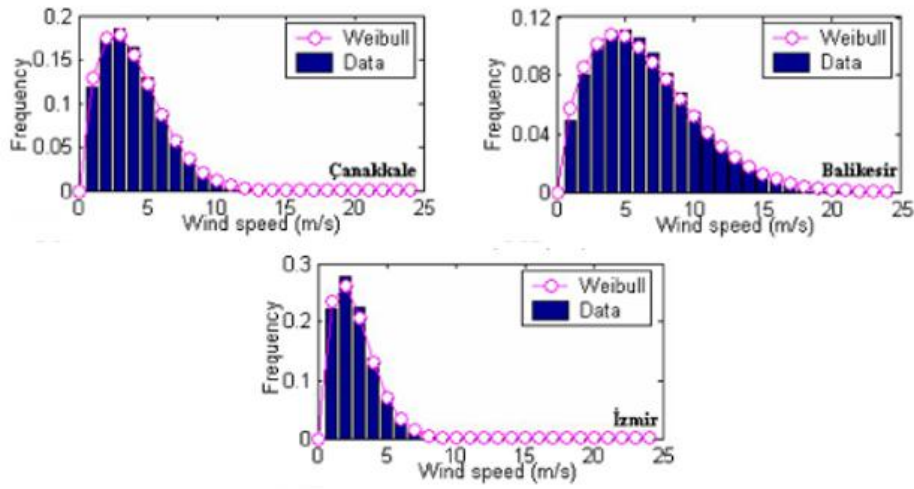 0.2
0.15
0.1
0.05
0
Frequency
Weibull
Data
Çanakkale
0 5 10 15 20 25
Wind speed (m/s)
0.12
0.08
0.04
0
Frequency
Weibull
Data
Balikesir
0 5 10 15 20 25
Wind speed (m/s)
0.3
0.2
0.1
0
Frequency
Weibull
Data
İzmir
0 5 10 15 20 25
Wind speed (m/s)